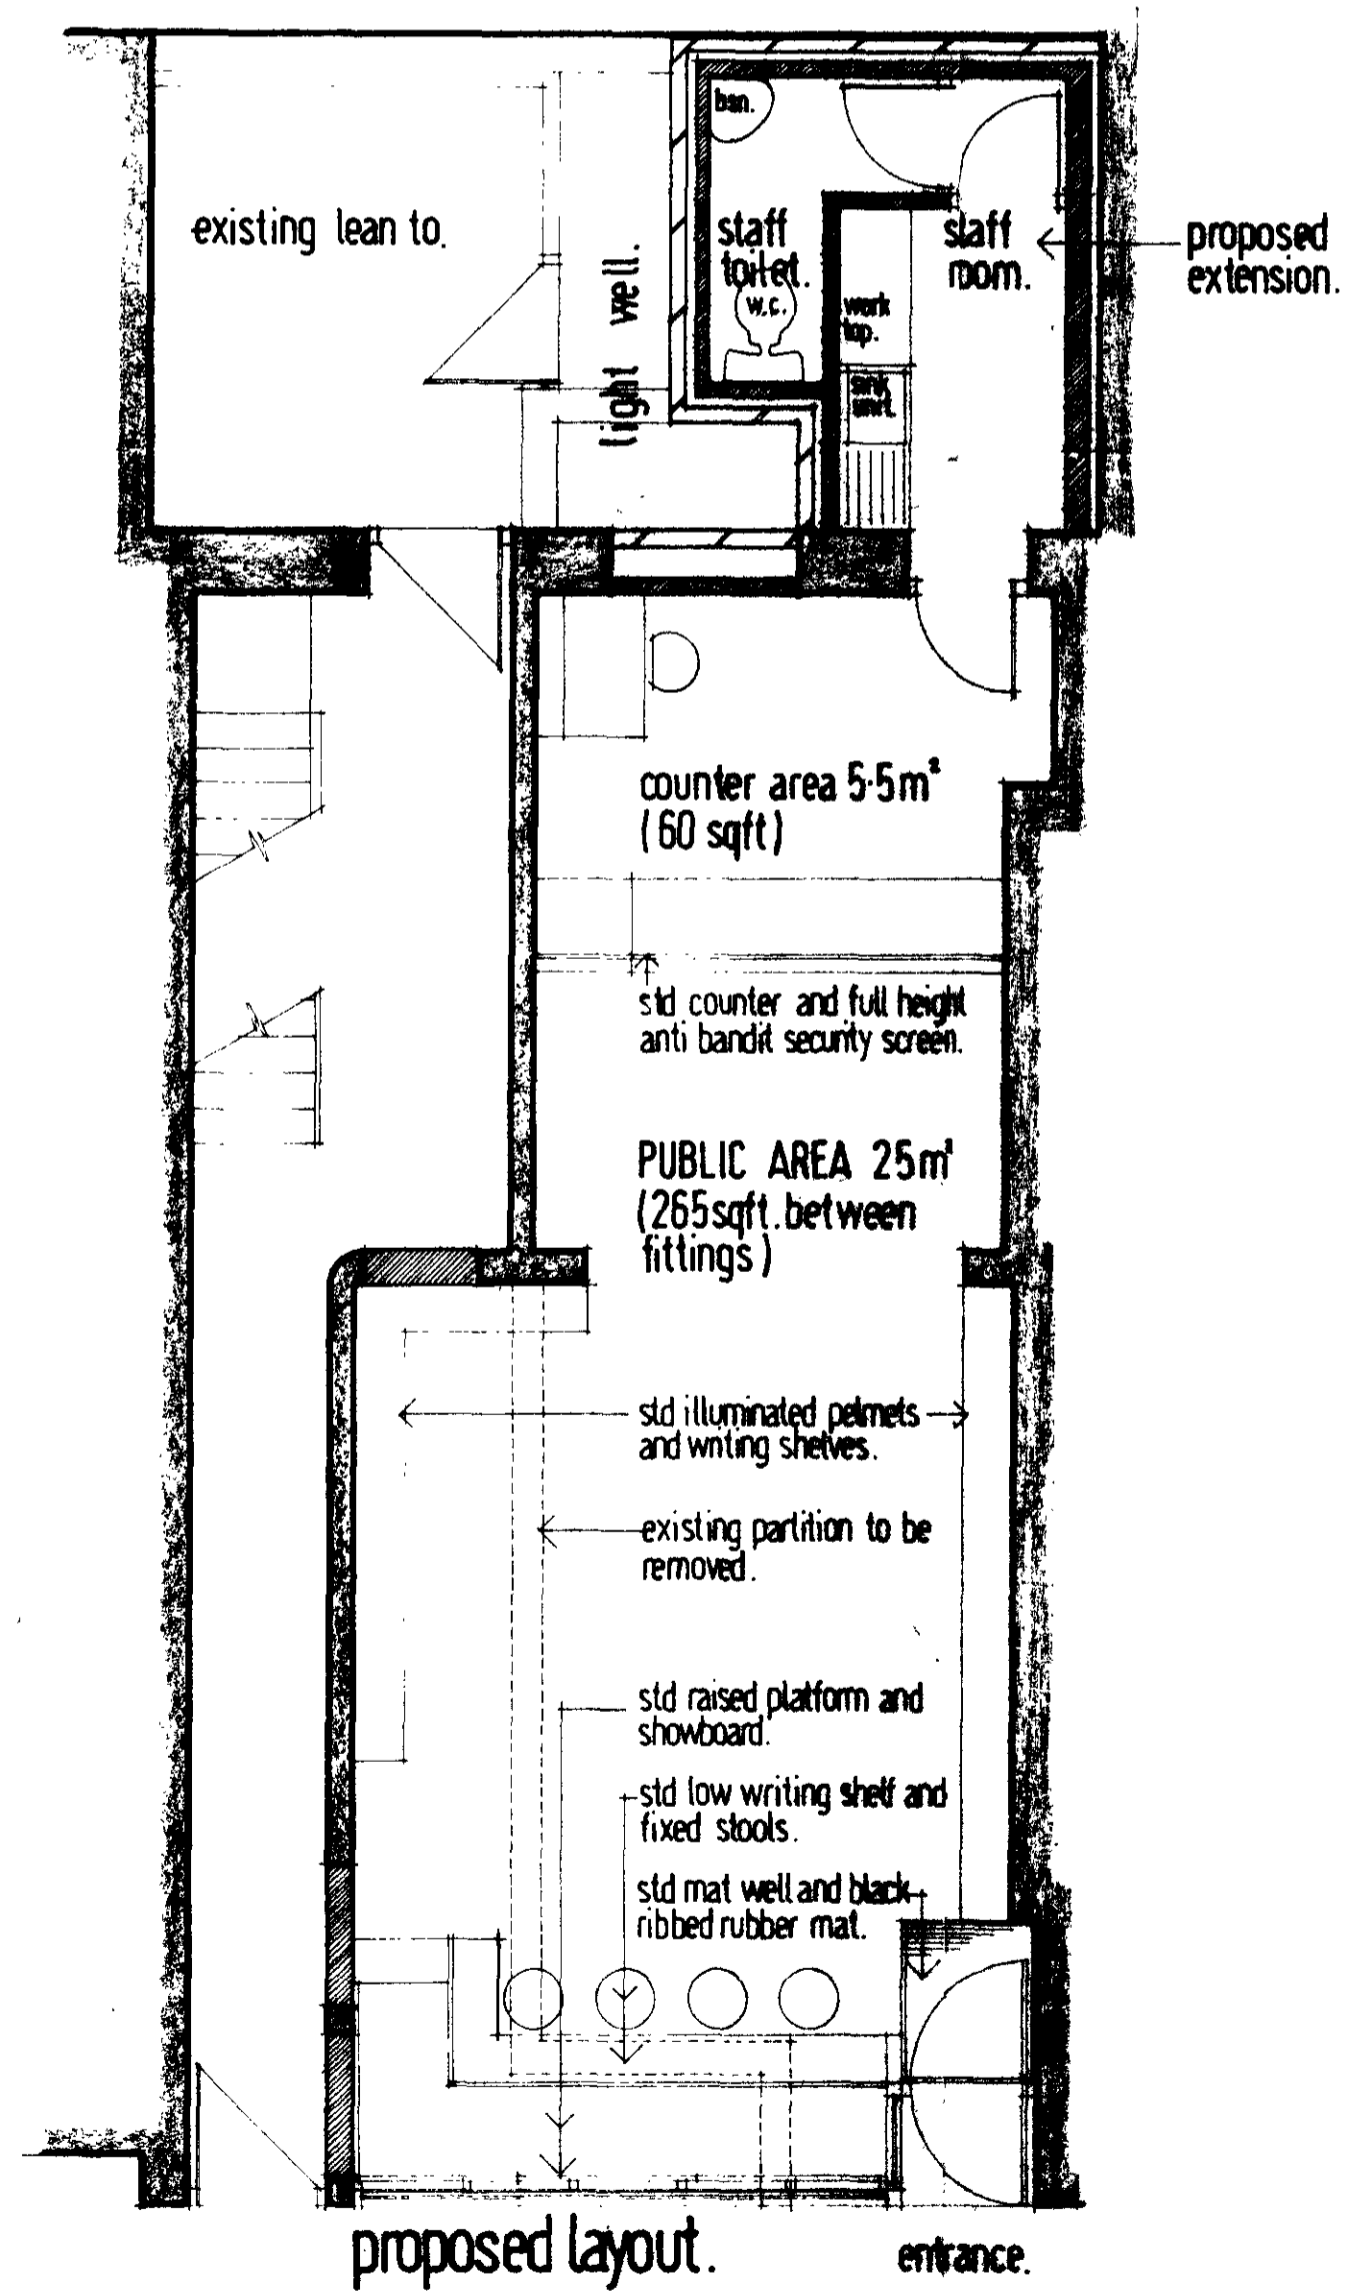 bsn.
existing lean to.
light well.
staff
toilet.
w.c.
staff
room.
work
top.
sink
unit.
proposed
extension.
counter area 5·5m²
(60 sqft)
std counter and full height
anti bandit security screen.
PUBLIC AREA 25m²
(265sqft. between
fittings)
std illuminated pelmets
and writing shelves.
existing partition to be
removed.
std raised platform and
showboard.
std low writing shelf and
fixed stools.
std mat well and black
ribbed rubber mat.
proposed layout.
entrance.